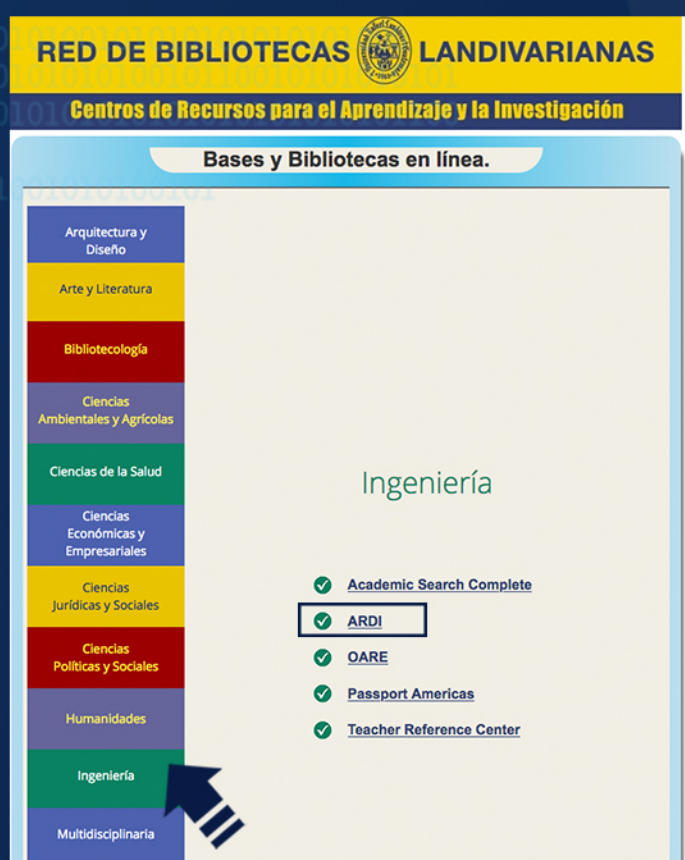 RED DE BIBLIOTECAS LANDIVARIANAS
Centros de Recursos para el Aprendizaje y la Investigación
Bases y Bibliotecas en línea.
Arquitectura y
Diseño
Arte y Literatura
Bibliotecología
Ciencias
Ambientales y Agrícolas
Ciencias de la Salud
Ciencias
Económicas y
Empresariales
Ciencias
Jurídicas y Sociales
Ciencias
Políticas y Sociales
Humanidades
Ingeniería
Multidisciplinaria
Ingeniería
Academic Search Complete
ARDI
OARE
Passport Americas
Teacher Reference Center